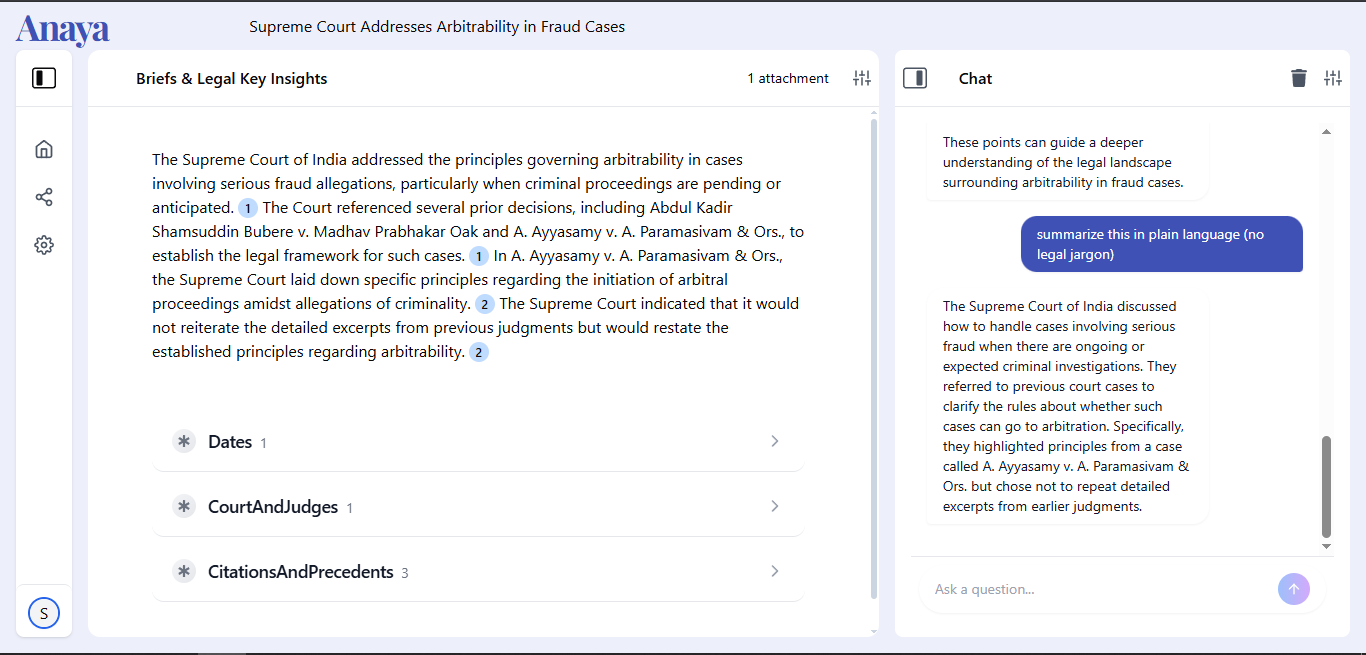 Anaya
Supreme Court Addresses Arbitrability in Fraud Cases
Briefs & Legal Key Insights
1 attachment
The Supreme Court of India addressed the principles governing arbitrability in cases
involving serious fraud allegations, particularly when criminal proceedings are pending or
anticipated. 1 The Court referenced several prior decisions, including Abdul Kadir
Shamsuddin Bubere v. Madhav Prabhakar Oak and A. Ayyasamy v. A. Paramasivam & Ors., to
establish the legal framework for such cases. 1 In A. Ayyasamy v. A. Paramasivam & Ors.,
the Supreme Court laid down specific principles regarding the initiation of arbitral
proceedings amidst allegations of criminality. 2 The Supreme Court indicated that it would
not reiterate the detailed excerpts from previous judgments but would restate the
established principles regarding arbitrability. 2
Dates 1
CourtAndJudges 1
CitationsAndPrecedents 3
S
Chat
These points can guide a deeper
understanding of the legal landscape
surrounding arbitrability in fraud cases.
summarize this in plain language (no
legal jargon)
The Supreme Court of India discussed
how to handle cases involving serious
fraud when there are ongoing or
expected criminal investigations. They
referred to previous court cases to
clarify the rules about whether such
cases can go to arbitration. Specifically,
they highlighted principles from a case
called A. Ayyasamy v. A. Paramasivam &
Ors. but chose not to repeat detailed
excerpts from earlier judgments.
Ask a question...